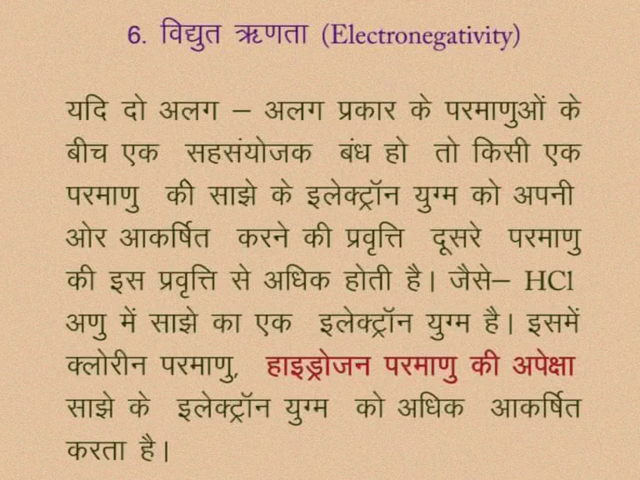 6. विद्युत ऋणता (Electronegativity)
यदि दो अलग – अलग प्रकार के परमाणुओं के
बीच एक सहसंयोजक बंध हो तो किसी एक
परमाणु की साझे के इलेक्ट्रॉन युग्म को अपनी
ओर आकर्षित करने की प्रवृत्ति दूसरे परमाणु
की इस प्रवृत्ति से अधिक होती है। जैसे– HCl
अणु में साझे का एक इलेक्ट्रॉन युग्म है। इसमें
क्लोरीन परमाणु, हाइड्रोजन परमाणु की अपेक्षा
साझे के इलेक्ट्रॉन युग्म को अधिक आकर्षित
करता है।